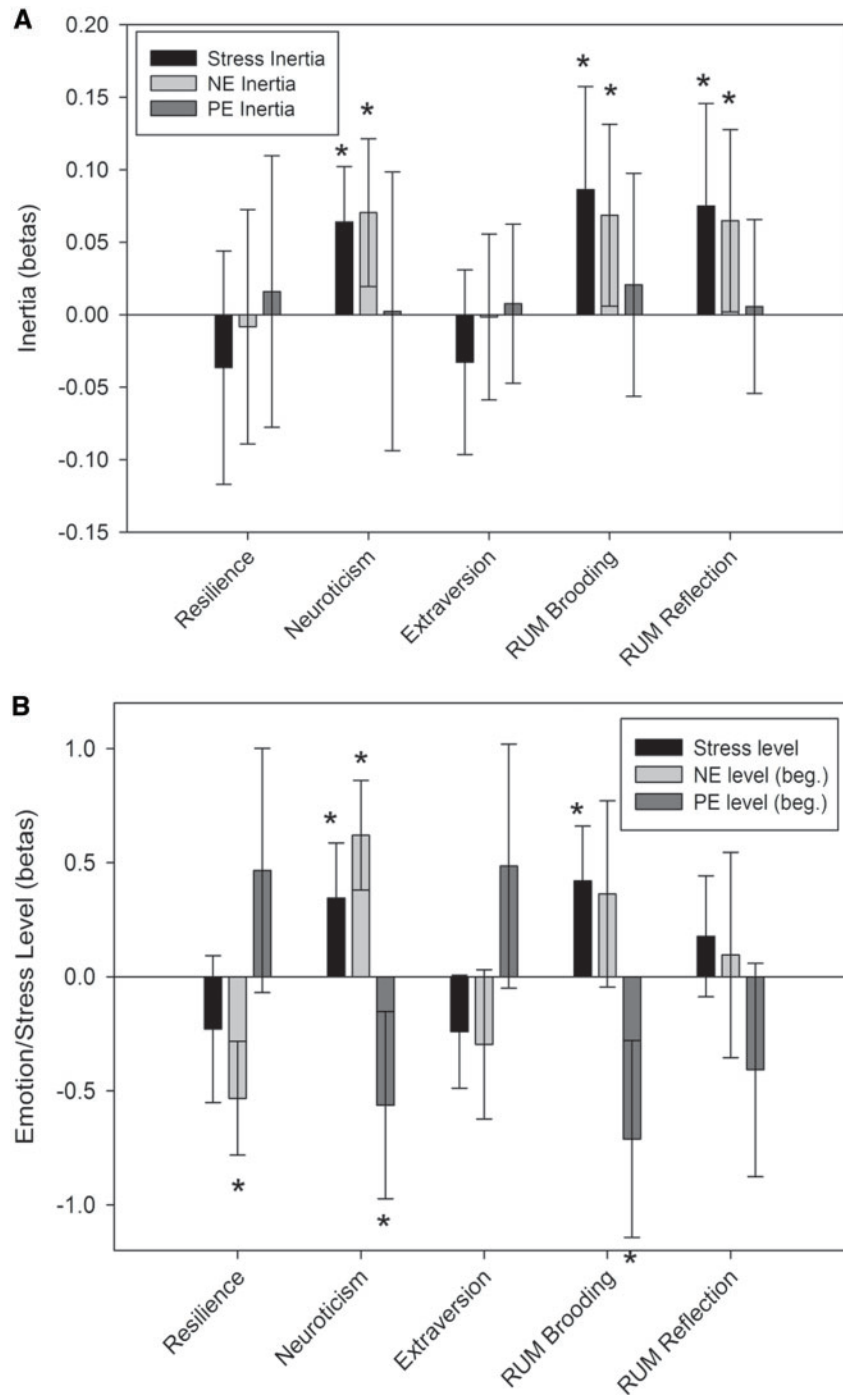 A
Stress Inertia
NE Inertia
PE Inertia
0.20
0.15
0.10
0.05
0.00
-0.05
-0.10
-0.15
Inertia (betas)
* * * * * *
Resilience
Neuroticism
Extraversion
RUM Brooding
RUM Reflection
B
Stress level
NE level (beg.)
PE level (beg.)
1.0
0.5
0.0
-0.5
-1.0
Emotion/Stress Level (betas)
* * * * * *
Resilience
Neuroticism
Extraversion
RUM Brooding
RUM Reflection